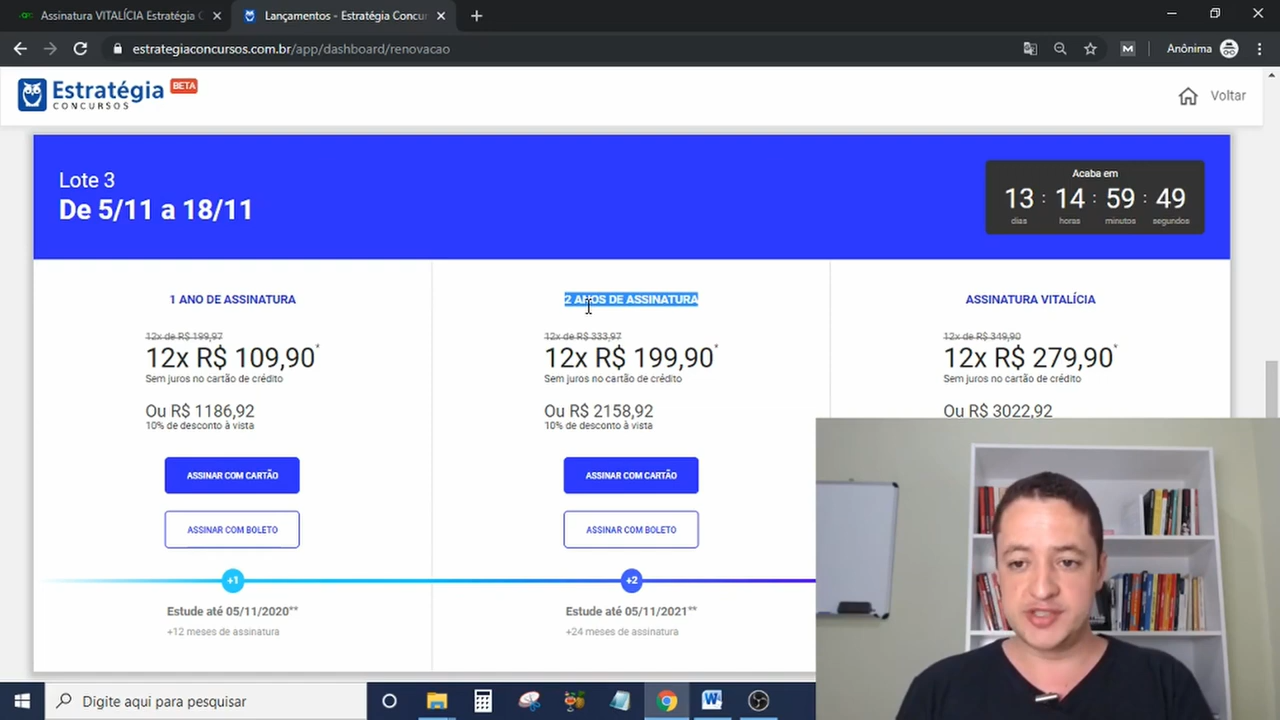 Assinatura VITALÍCIA Estratégia C
Lançamentos - Estratégia Concur
estrategiaconcursos.com.br/app/dashboard/renovacao
Anônima
Estratégia BETA
CONCURSOS
Voltar
Lote 3
De 5/11 a 18/11
Acaba em
13 : 14 : 59 : 49
dias horas minutos segundos
1 ANO DE ASSINATURA
12x de R$ 199,97
12x R$ 109,90*
Sem juros no cartão de crédito
Ou R$ 1186,92
10% de desconto à vista
ASSINAR COM CARTÃO
ASSINAR COM BOLETO
+1
Estude até 05/11/2020**
+12 meses de assinatura
2 ANOS DE ASSINATURA
12x de R$ 333,97
12x R$ 199,90*
Sem juros no cartão de crédito
Ou R$ 2158,92
10% de desconto à vista
ASSINAR COM CARTÃO
ASSINAR COM BOLETO
+2
Estude até 05/11/2021**
+24 meses de assinatura
ASSINATURA VITALÍCIA
12x de R$ 349,90
12x R$ 279,90*
Sem juros no cartão de crédito
Ou R$ 3022,92
Digite aqui para pesquisar